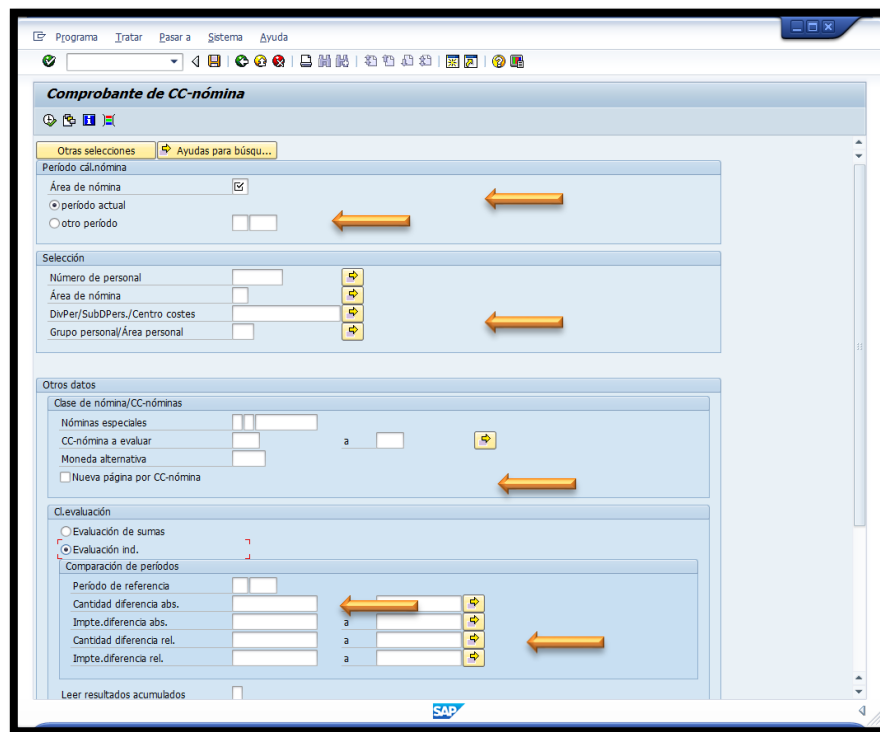 Programa Tratar Pasar a Sistema Ayuda
Comprobante de CC-nómina
Otras selecciones Ayudas para búsqu...
Período cál.nómina
Área de nómina
período actual
otro período
Selección
Número de personal
Área de nómina
DivPer/SubDPers./Centro costes
Grupo personal/Área personal
Otros datos
Clase de nómina/CC-nóminas
Nóminas especiales
CC-nómina a evaluar a
Moneda alternativa
Nueva página por CC-nómina
Cl.evaluación
Evaluación de sumas
Evaluación ind.
Comparación de períodos
Período de referencia
Cantidad diferencia abs.
Impte.diferencia abs. a
Cantidad diferencia rel. a
Impte.diferencia rel. a
Leer resultados acumulados
SAP